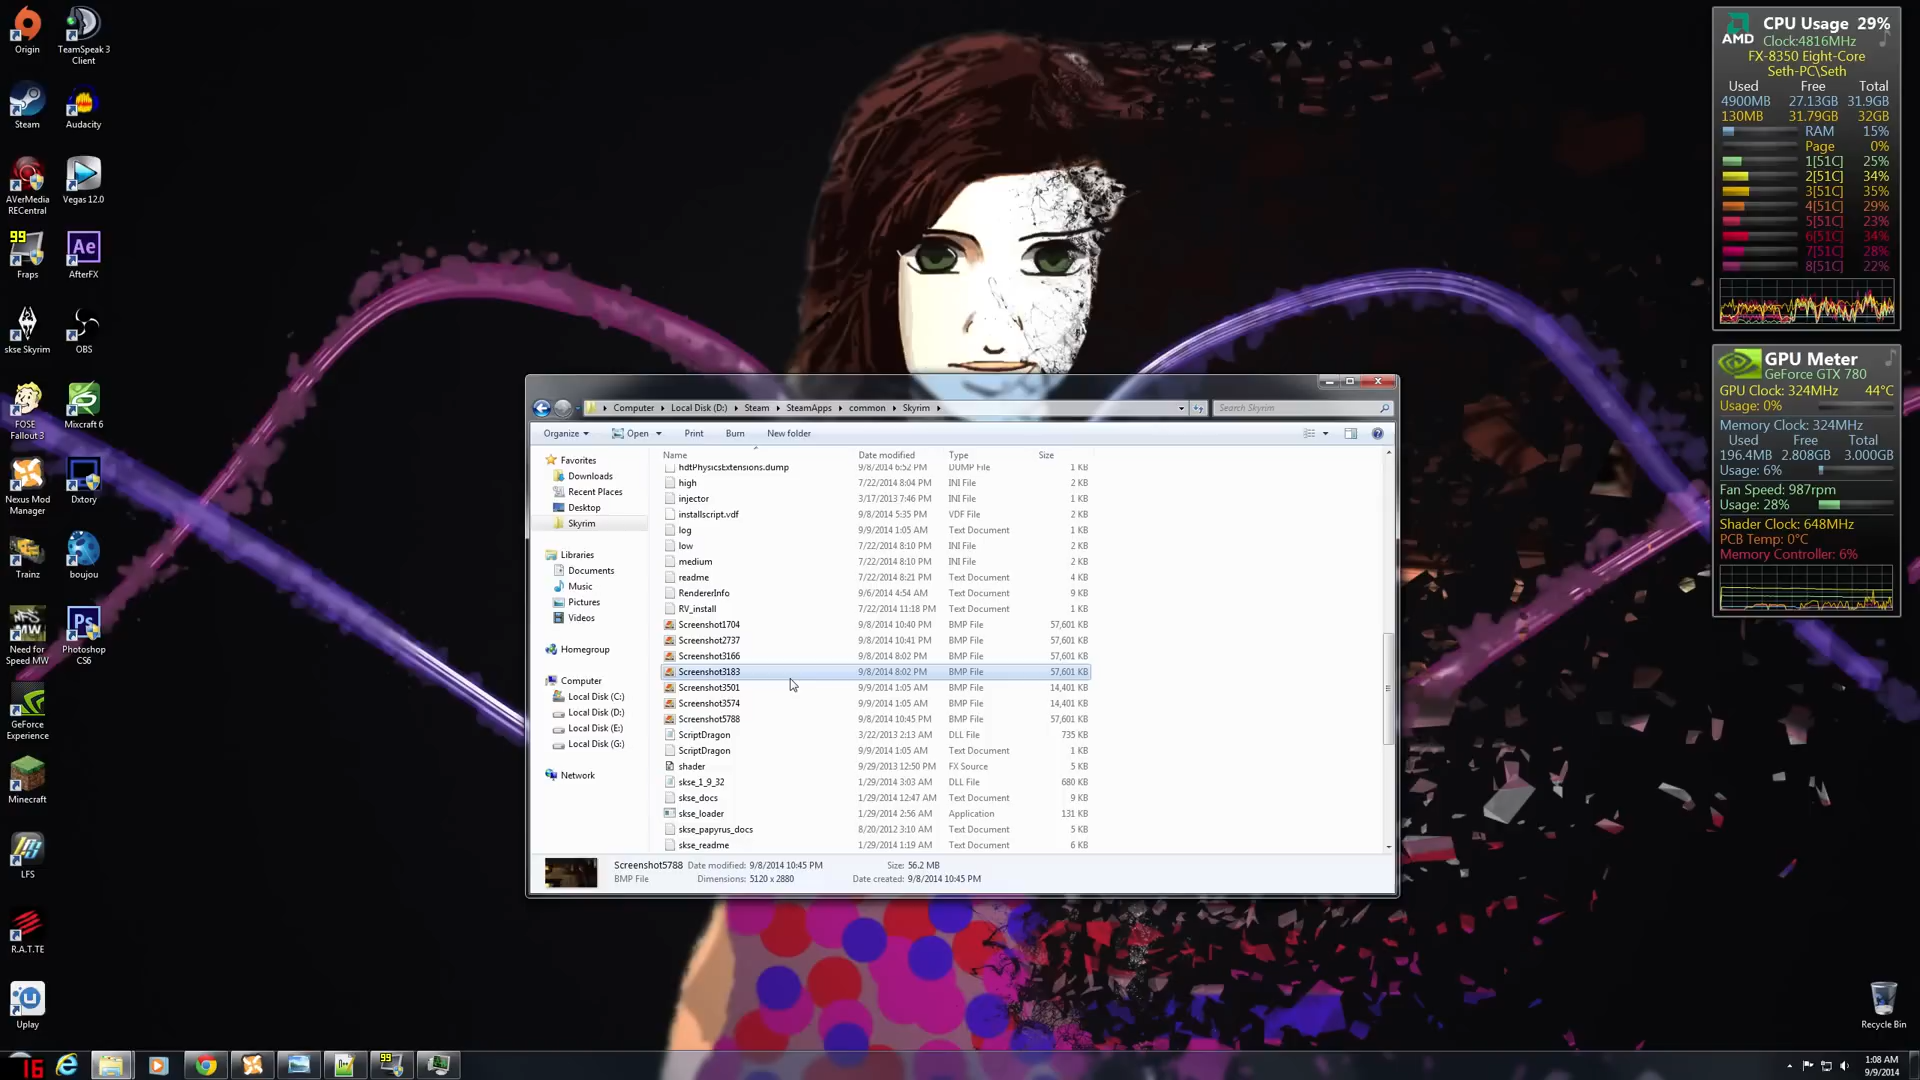 Origin
TeamSpeak 3
Client
Steam
Audacity
AVerMedia
RECentral
Vegas 12.0
99
Fraps
Ae
AfterFX
skse Skyrim
OBS
FOSE
Fallout 3
Mixcraft 6
Nexus Mod
Manager
Dxtory
Trainz
boujou
NFS
MW
Need for
Speed MW
Ps
Photoshop
CS6
GeForce
Experience
Minecraft
LFS
R.A.T.TE
Uplay
Computer
Local Disk (D:)
Steam
SteamApps
common
Skyrim
Search Skyrim
Organize
Open
Print
Burn
New folder
Favorites
Downloads
Recent Places
Desktop
Skyrim
Libraries
Documents
Music
Pictures
Videos
Homegroup
Computer
Local Disk (C:)
Local Disk (D:)
Local Disk (E:)
Local Disk (G:)
Network
Name Date modified Type Size
hdtPhysicsExtensions.dump 9/8/2014 6:52 PM DUMP File 1 KB
high 7/22/2014 8:04 PM INI File 2 KB
injector 3/17/2013 7:46 PM INI File 1 KB
installscript.vdf 9/8/2014 5:35 PM VDF File 2 KB
log 9/9/2014 1:05 AM Text Document 1 KB
low 7/22/2014 8:10 PM INI File 2 KB
medium 7/22/2014 8:10 PM INI File 2 KB
readme 7/22/2014 8:21 PM Text Document 4 KB
RendererInfo 9/6/2014 4:54 AM Text Document 9 KB
RV_install 7/22/2014 11:18 PM Text Document 1 KB
Screenshot1704 9/8/2014 10:40 PM BMP File 57,601 KB
Screenshot2737 9/8/2014 10:41 PM BMP File 57,601 KB
Screenshot3166 9/8/2014 8:02 PM BMP File 57,601 KB
Screenshot3183 9/8/2014 8:02 PM BMP File 57,601 KB
Screenshot3501 9/9/2014 1:05 AM BMP File 14,401 KB
Screenshot3574 9/9/2014 1:05 AM BMP File 14,401 KB
Screenshot5788 9/8/2014 10:45 PM BMP File 57,601 KB
ScriptDragon 3/22/2013 2:13 AM DLL File 735 KB
ScriptDragon 9/9/2014 1:05 AM Text Document 1 KB
shader 9/29/2013 12:50 PM FX Source 5 KB
skse_1_9_32 1/29/2014 3:03 AM DLL File 680 KB
skse_docs 1/29/2014 12:47 AM Text Document 9 KB
skse_loader 1/29/2014 2:56 AM Application 131 KB
skse_papyrus_docs 8/20/2012 3:10 AM Text Document 5 KB
skse_readme 1/29/2014 1:19 AM Text Document 6 KB
Screenshot5788 Date modified: 9/8/2014 10:45 PM Size: 56.2 MB
BMP File Dimensions: 5120 x 2880 Date created: 9/8/2014 10:45 PM
AMD
CPU Usage 29%
Clock:4816MHz
FX-8350 Eight-Core
Seth-PC\Seth
Used Free Total
4900MB 27.13GB 31.9GB
130MB 31.79GB 32GB
RAM 15%
Page 0%
1[51C] 25%
2[51C] 34%
3[51C] 35%
4[51C] 29%
5[51C] 23%
6[51C] 34%
7[51C] 28%
8[51C] 22%
GPU Meter
GeForce GTX 780
GPU Clock: 324MHz 44°C
Usage: 0%
Memory Clock: 324MHz
Used Free Total
196.4MB 2.808GB 3.000GB
Usage: 6%
Fan Speed: 987rpm
Usage: 28%
Shader Clock: 648MHz
PCB Temp: 0°C
Memory Controller: 6%
Recycle Bin
16
99
1:08 AM
9/9/2014